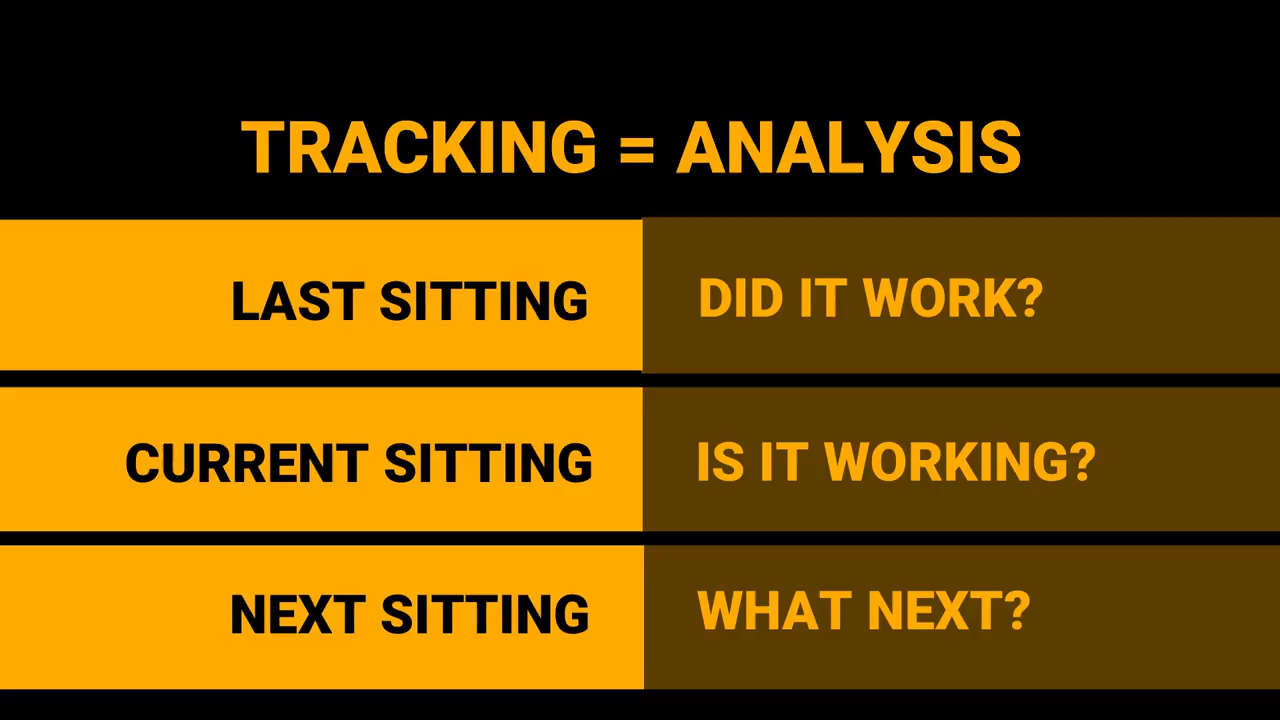 TRACKING = ANALYSIS
LAST SITTING
DID IT WORK?
CURRENT SITTING
IS IT WORKING?
NEXT SITTING
WHAT NEXT?